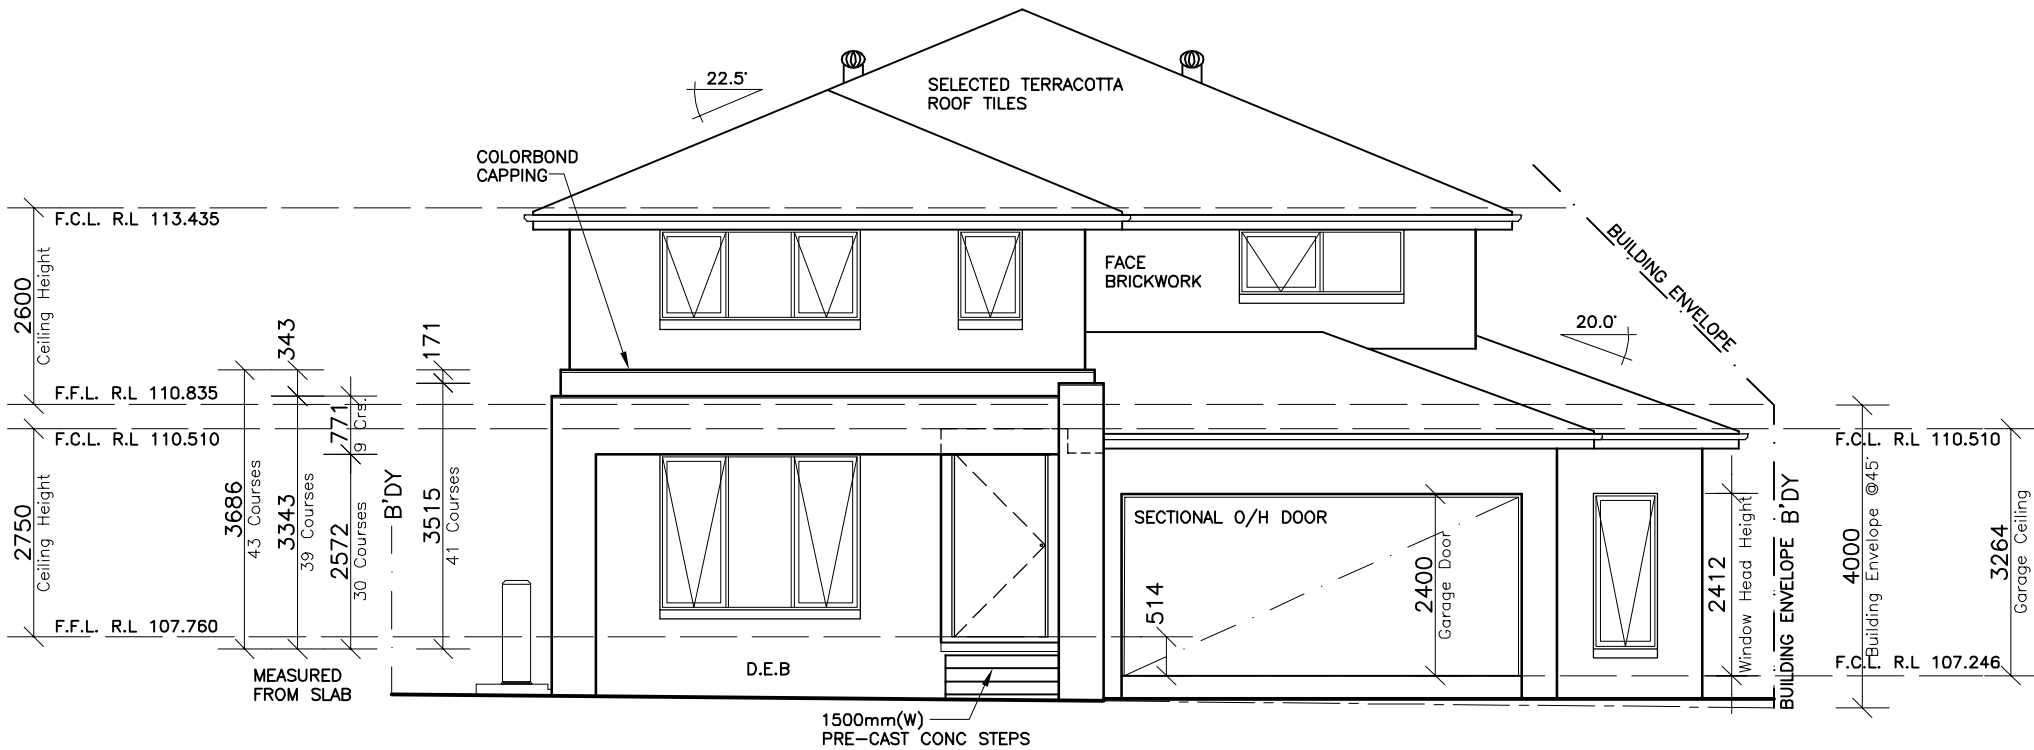 22.5°
SELECTED TERRACOTTA
ROOF TILES
COLORBOND
CAPPING
F.C.L. R.L 113.435
2600
Ceiling Height
F.F.L. R.L 110.835
343
171
FACE
BRICKWORK
BUILDING ENVELOPE
20.0°
F.C.L. R.L 110.510
2750
Ceiling Height
F.F.L. R.L 107.760
3686
43 Courses
3343
39 Courses
771
9 Crs.
2572
30 Courses
B'DY
3515
41 Courses
MEASURED
FROM SLAB
D.E.B
1500mm(W)
PRE-CAST CONC STEPS
SECTIONAL O/H DOOR
514
2400
Garage Door
2412
Window Head Height
BUILDING ENVELOPE B'DY
F.C.L. R.L 110.510
4000
Building Envelope @45°
3264
Garage Ceiling
F.C.L. R.L 107.246